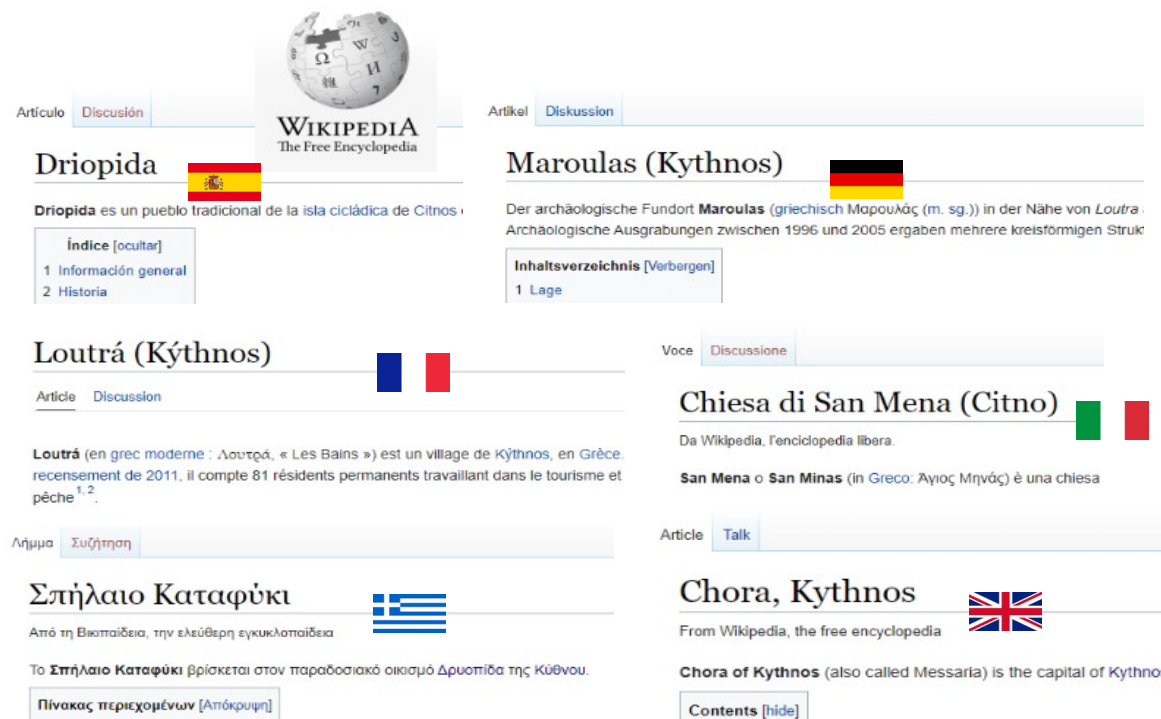 WIKIPEDIA
The Free Encyclopedia
Artículo Discusión
Driopida
Driopida es un pueblo tradicional de la isla cicládica de Citnos
Índice [ocultar]
1 Información general
2 Historia
Artikel Diskussion
Maroulas (Kythnos)
Der archäologische Fundort Maroulas (griechisch Μαρουλάς (m. sg.)) in der Nähe von Loutra
Archäologische Ausgrabungen zwischen 1996 und 2005 ergaben mehrere kreisförmigen Strukt
Inhaltsverzeichnis [Verbergen]
1 Lage
Loutrá (Kýthnos)
Article Discussion
Loutrá (en grec moderne : Λουτρά, « Les Bains ») est un village de Kýthnos, en Grèce.
recensement de 2011, il compte 81 résidents permanents travaillant dans le tourisme et
pêche 1, 2.
Voce Discussione
Chiesa di San Mena (Citno)
Da Wikipedia, l'enciclopedia libera.
San Mena o San Minas (in Greco: Άγιος Μηνάς) è una chiesa
Λήμμα Συζήτηση
Σπήλαιο Καταφύκι
Από τη Βικιπαίδεια, την ελεύθερη εγκυκλοπαίδεια
Το Σπήλαιο Καταφύκι βρίσκεται στον παραδοσιακό οικισμό Δρυοπίδα της Κύθνου.
Πίνακας περιεχομένων [Απόκρυψη]
Article Talk
Chora, Kythnos
From Wikipedia, the free encyclopedia
Chora of Kythnos (also called Messaria) is the capital of Kythno
Contents [hide]